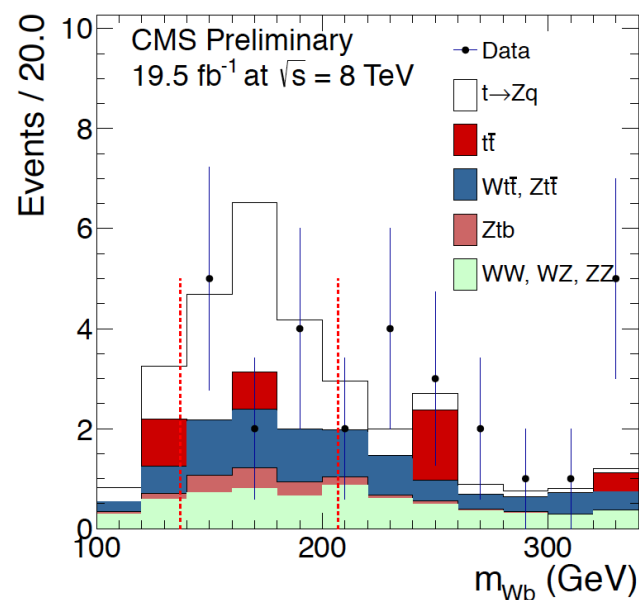 CMS Preliminary
19.5 fb⁻¹ at √s = 8 TeV
Data
t→Zq
tt̄
Wtt̄, Ztt̄
Ztb
WW, WZ, ZZ
Events / 20.0
10
8
6
4
2
0
100
200
300
m_Wb (GeV)